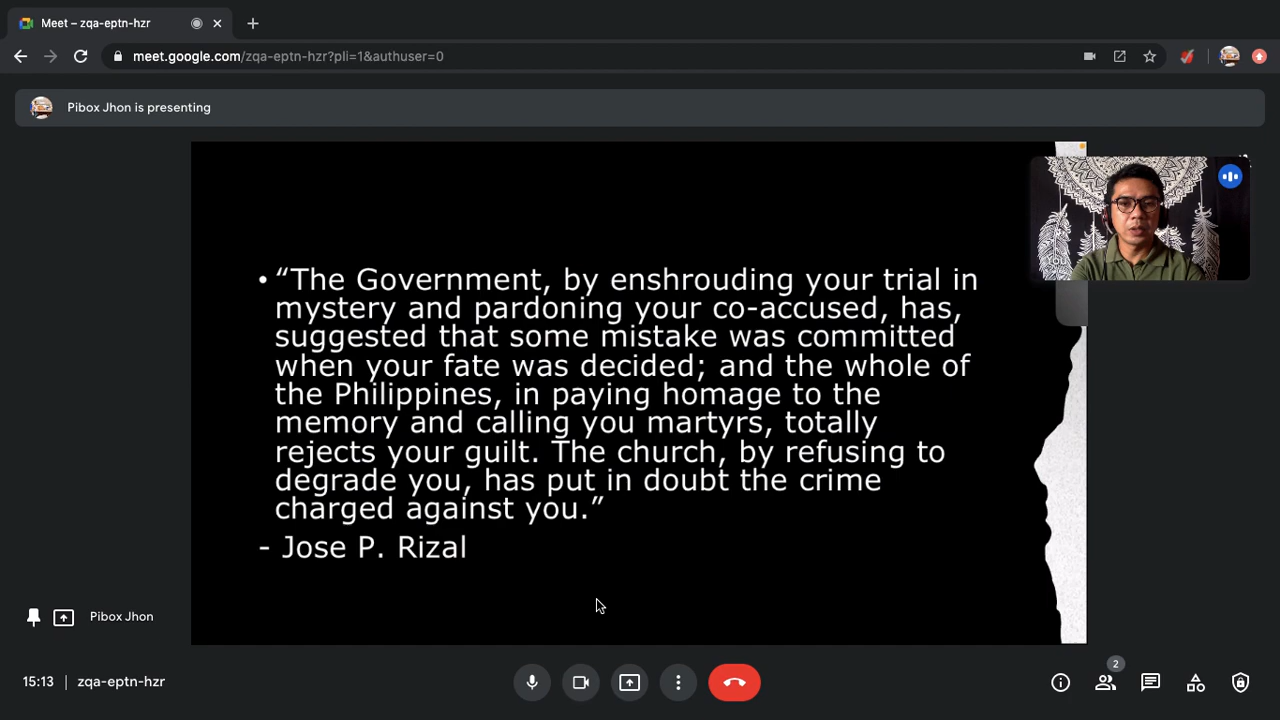 Meet – zqa-eptn-hzr
meet.google.com/zqa-eptn-hzr?pli=1&authuser=0
Pibox Jhon is presenting
• “The Government, by enshrouding your trial in
mystery and pardoning your co-accused, has,
suggested that some mistake was committed
when your fate was decided; and the whole of
the Philippines, in paying homage to the
memory and calling you martyrs, totally
rejects your guilt. The church, by refusing to
degrade you, has put in doubt the crime
charged against you.”
- Jose P. Rizal
Pibox Jhon
15:13 | zqa-eptn-hzr
2